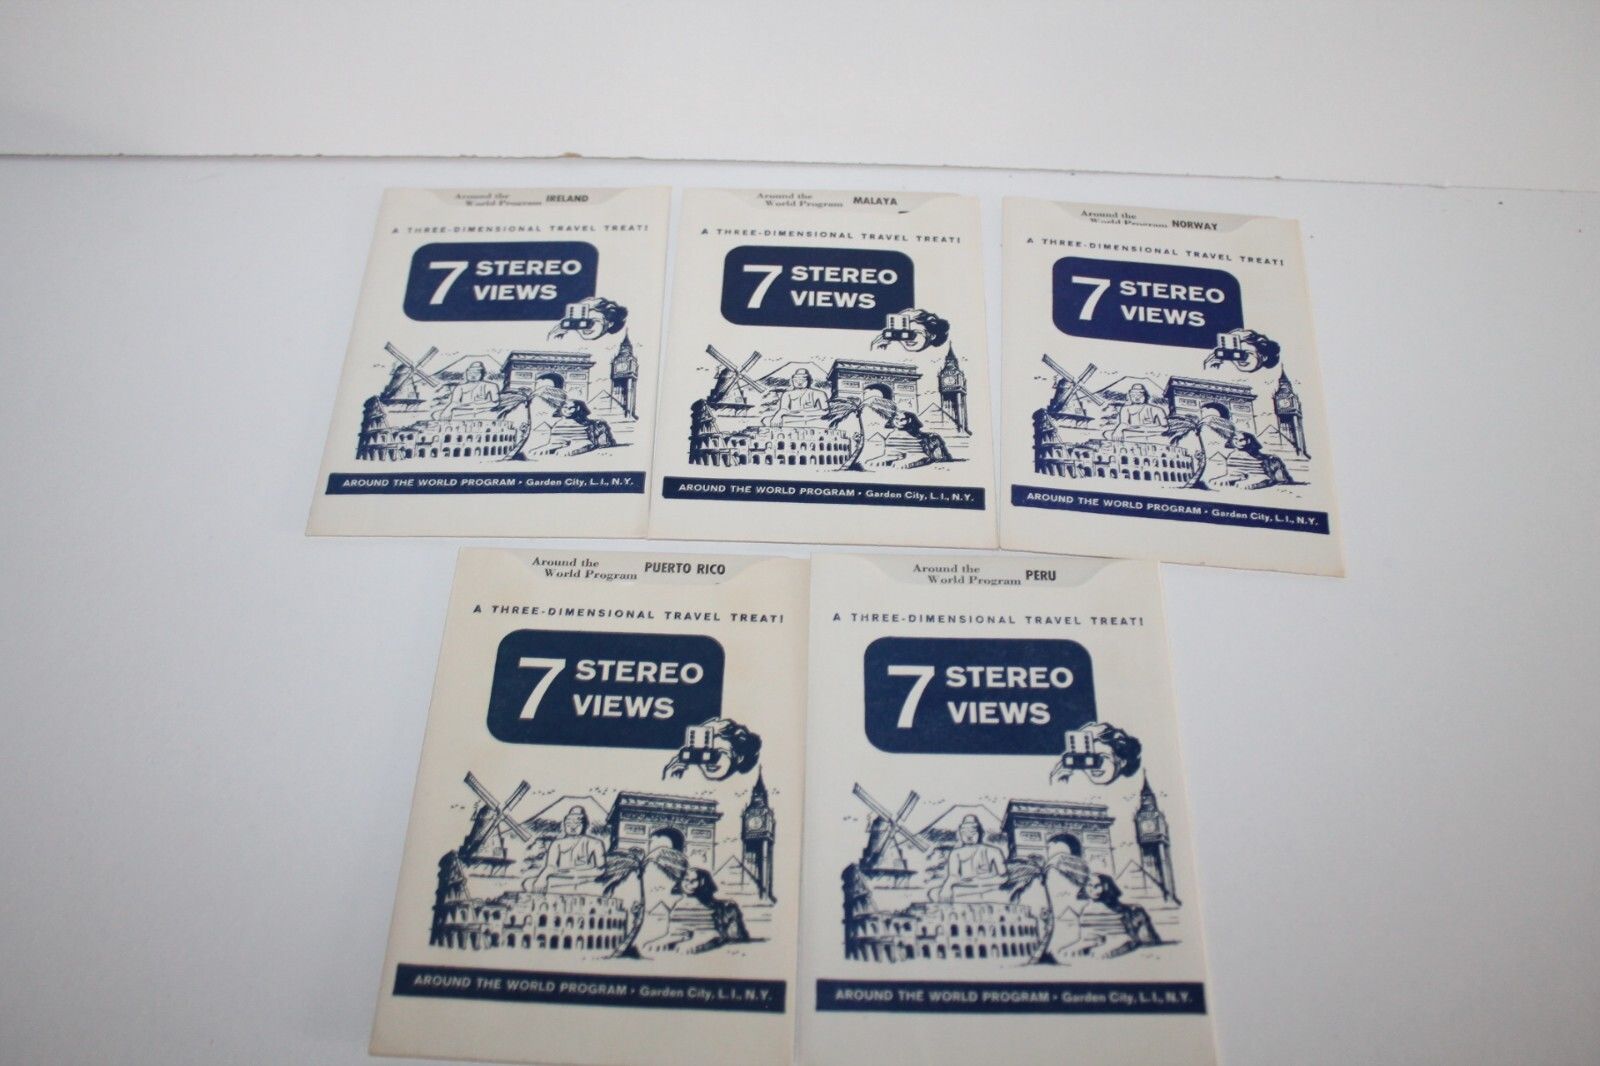 Around the
World Program IRELAND
A THREE-DIMENSIONAL TRAVEL TREAT!
7 STEREO
VIEWS
AROUND THE WORLD PROGRAM • Garden City, L.I., N.Y.
Around the
World Program MALAYA
A THREE-DIMENSIONAL TRAVEL TREAT!
7 STEREO
VIEWS
AROUND THE WORLD PROGRAM • Garden City, L.I., N.Y.
Around the
World Program NORWAY
A THREE-DIMENSIONAL TRAVEL TREAT!
7 STEREO
VIEWS
AROUND THE WORLD PROGRAM • Garden City, L.I., N.Y.
Around the
World Program PUERTO RICO
A THREE-DIMENSIONAL TRAVEL TREAT!
7 STEREO
VIEWS
AROUND THE WORLD PROGRAM • Garden City, L.I., N.Y.
Around the
World Program PERU
A THREE-DIMENSIONAL TRAVEL TREAT!
7 STEREO
VIEWS
AROUND THE WORLD PROGRAM • Garden City, L.I., N.Y.